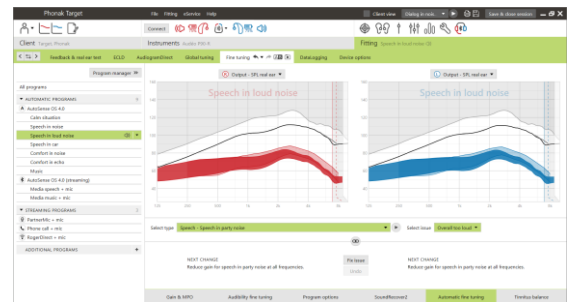 Phonak Target
File Fitting eService Help
Client view
Save & close session
Connect
Client Target, Phonak
Instruments Audéo P90-R
Fitting Speech in loud noise
Feedback & real ear test
ECLD
AudiogramDirect
Global tuning
Fine tuning
DataLogging
Device options
Program manager
Output - SPL real ear
Output - SPL real ear
All programs
AUTOMATIC PROGRAMS
AutoSense OS 4.0
Calm situation
Speech in noise
Speech in loud noise
Speech in car
Comfort in noise
Comfort in echo
Music
AutoSense OS 4.0 (streaming)
Media speech + mic
Media music + mic
STREAMING PROGRAMS
PartnerMic + mic
Phone call + mic
RogerDirect + mic
ADDITIONAL PROGRAMS +
Speech in loud noise
Speech in loud noise
Select type
Speech - Speech in party noise
Select issue
Overall too loud
NEXT CHANGE
Reduce gain for speech in party noise at all frequencies.
Fix issue
Undo
NEXT CHANGE
Reduce gain for speech in party noise at all frequencies.
Gain & MPO
Audibility fine tuning
Program options
SoundRecover2
Automatic fine tuning
Tinnitus balance